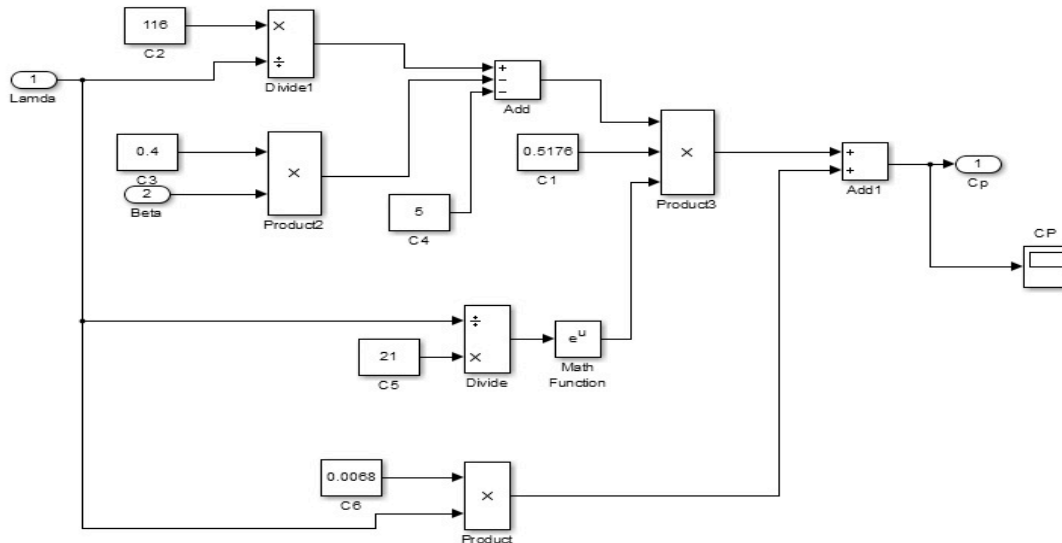 116
C2
×
÷
Divide1
1
Lamda
+
−
−
Add
0.4
C3
2
Beta
×
Product2
5
C4
0.5176
C1
×
Product3
+
+
Add1
1
Cp
CP
÷
×
Divide
21
C5
e^u
Math
Function
0.0068
C6
×
Product